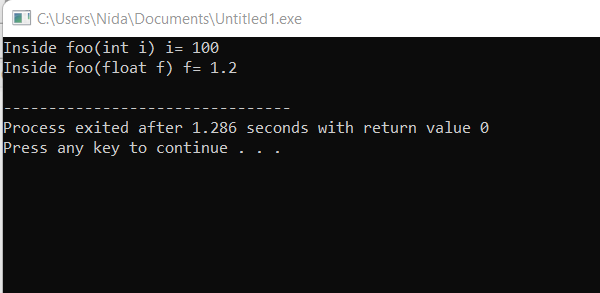 C:\Users\Nida\Documents\Untitled1.exe
Inside foo(int i) i= 100
Inside foo(float f) f= 1.2
--------------------------------
Process exited after 1.286 seconds with return value 0
Press any key to continue . . .